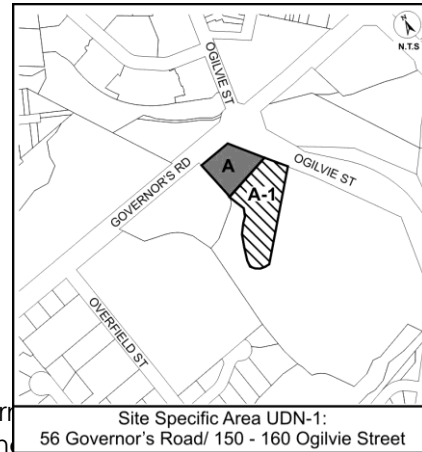 N
N.T.S
OGILVIE ST
GOVERNOR'S RD
A
A-1
OGILVIE ST
OVERFIELD ST
Site Specific Area UDN-1:
56 Governor's Road/ 150 - 160 Ogilvie Street